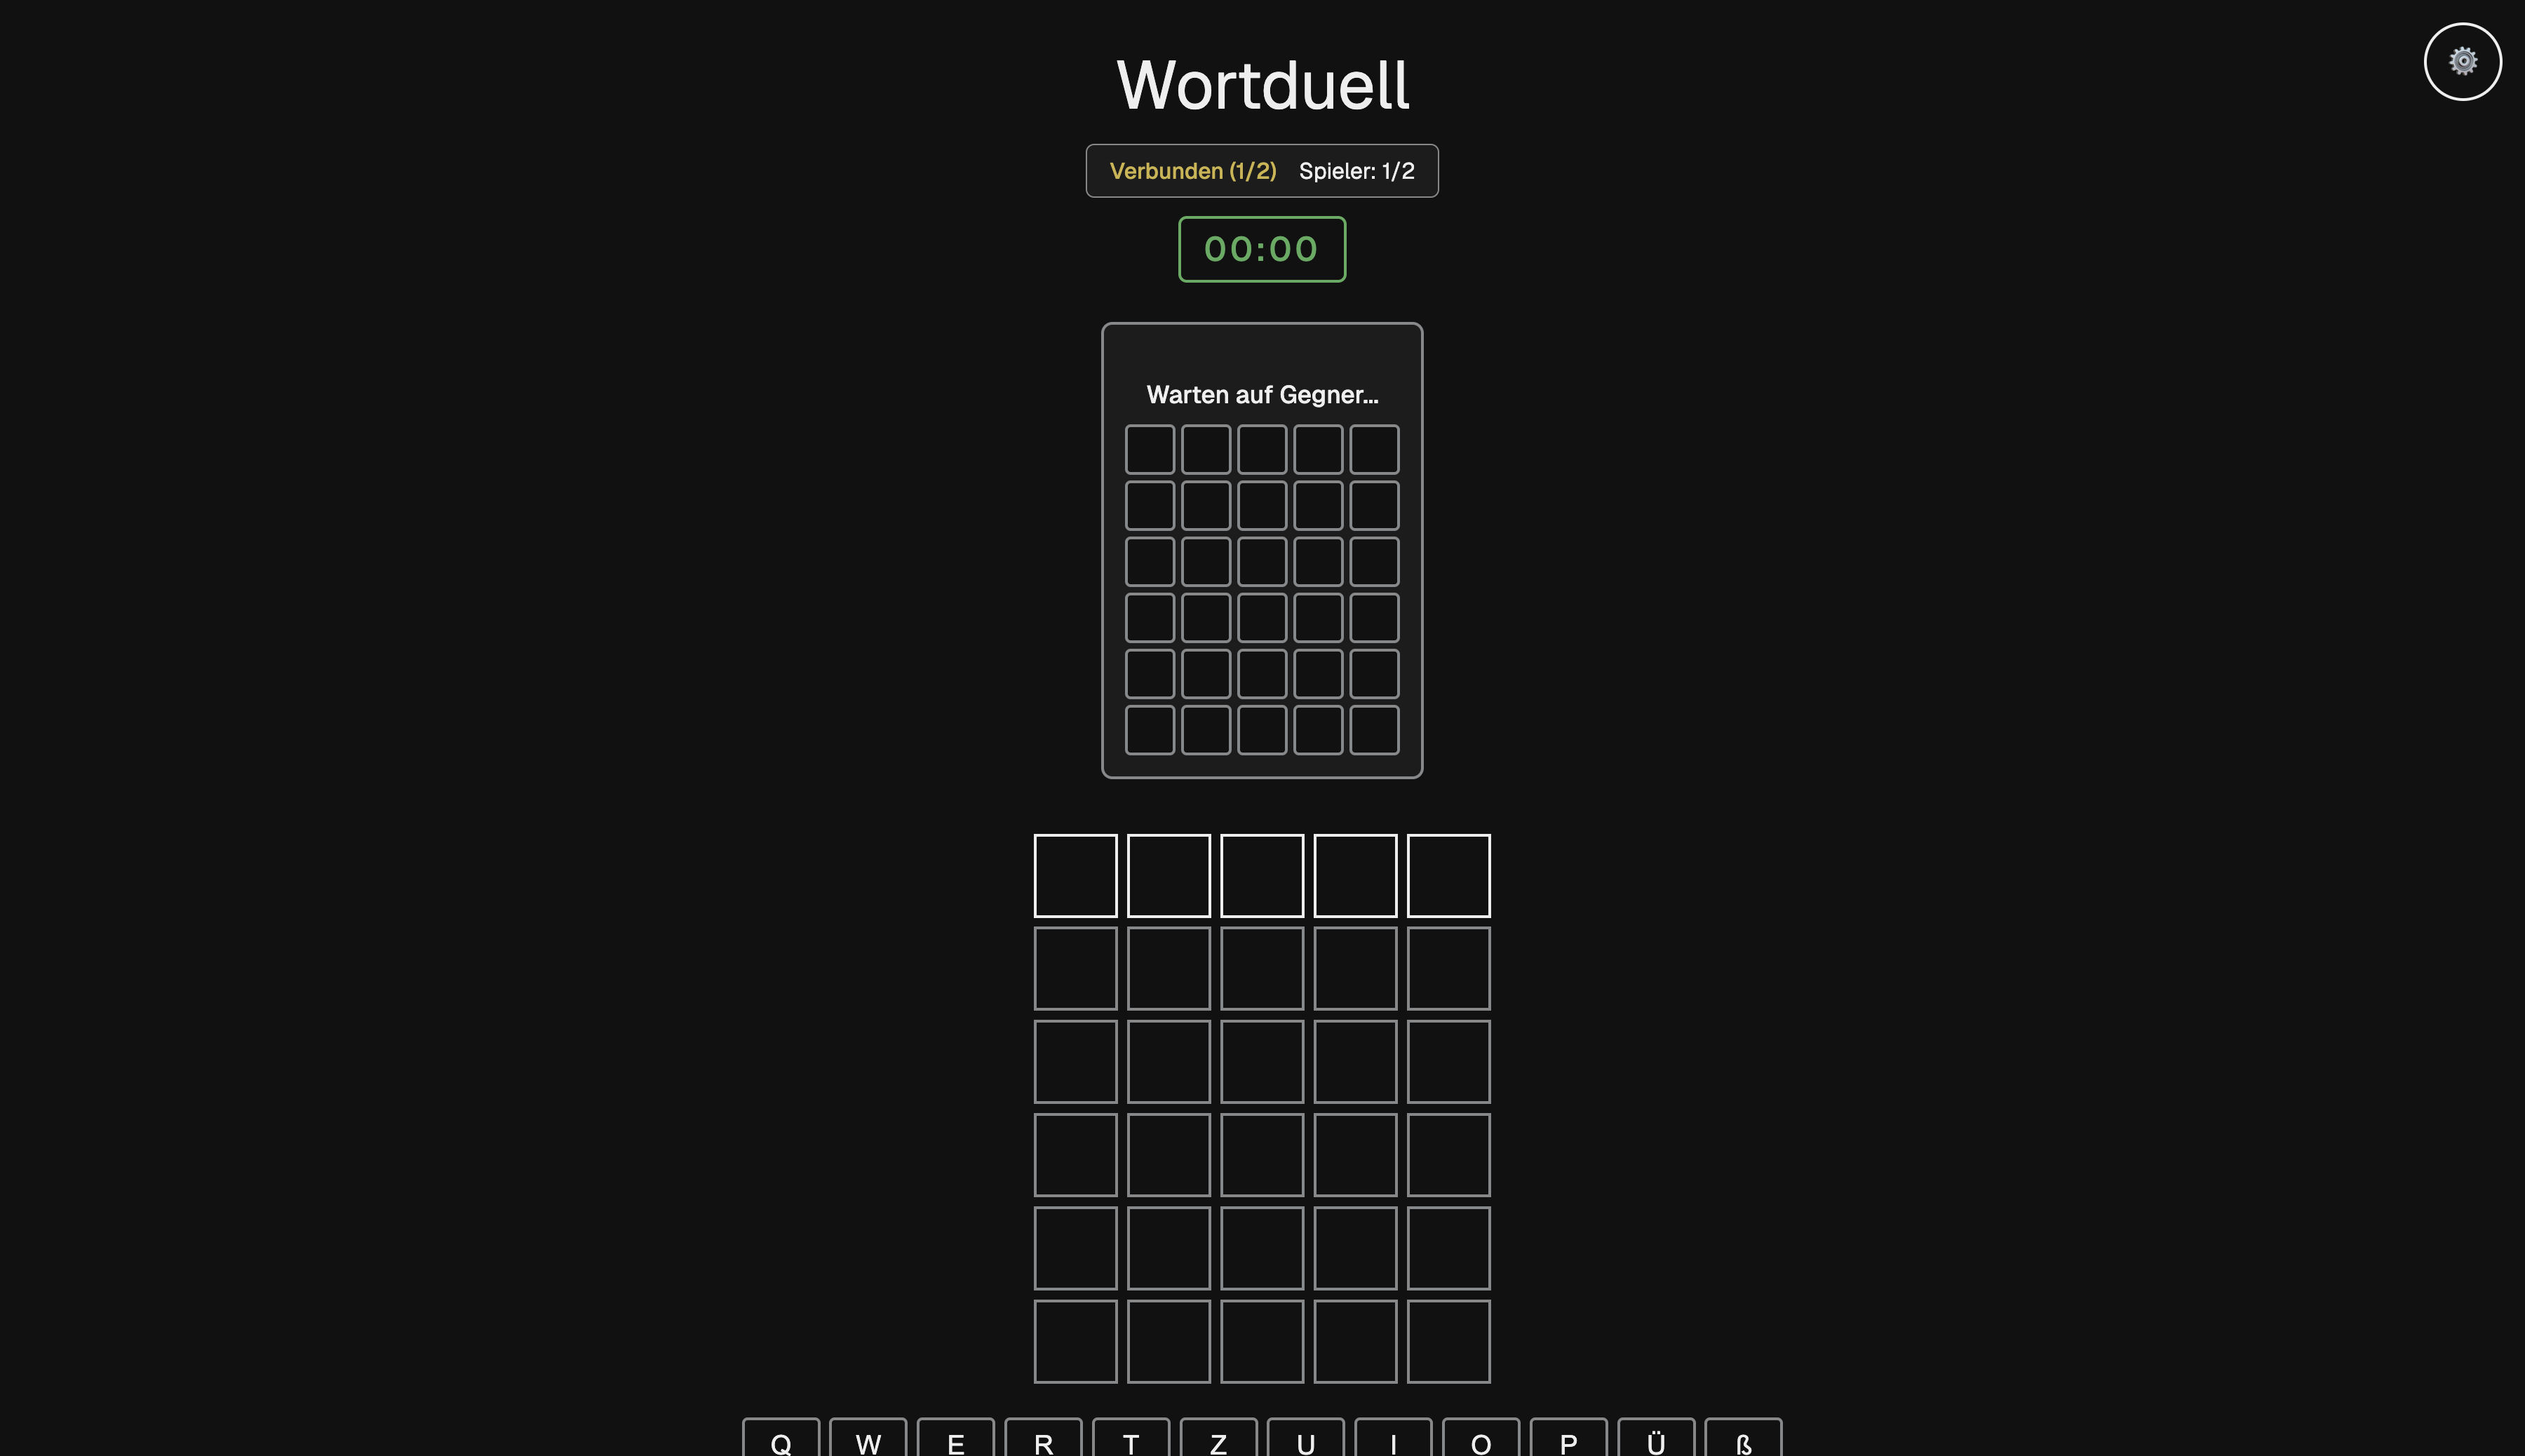 Wortduell
Verbunden (1/2) Spieler: 1/2
00:00
Warten auf Gegner...
Q W E R T Z U I O P Ü ß